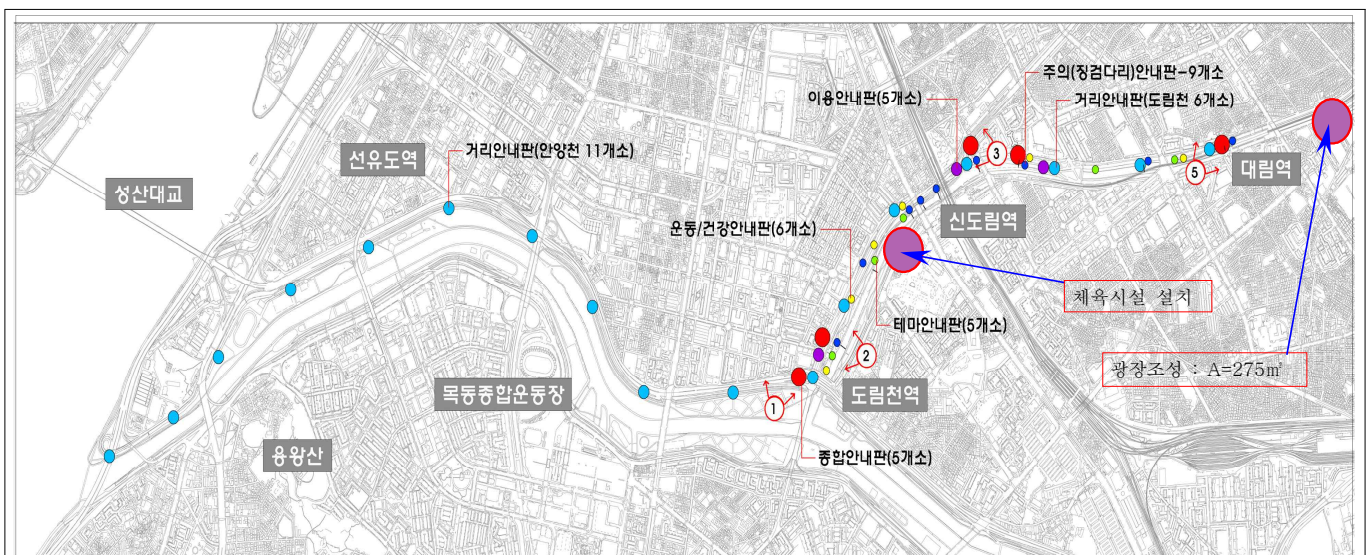 주의(징검다리)안내판-9개소
이용안내판(5개소)
거리안내판(도림천 6개소)
거리안내판(안양천 11개소)
선유도역
성산대교
3
5
대림역
신도림역
운동/건강안내판(6개소)
체육시설 설치
테마안내판(5개소)
2
광장조성 : A=275㎡
목동종합운동장
도림천역
1
용왕산
종합안내판(5개소)